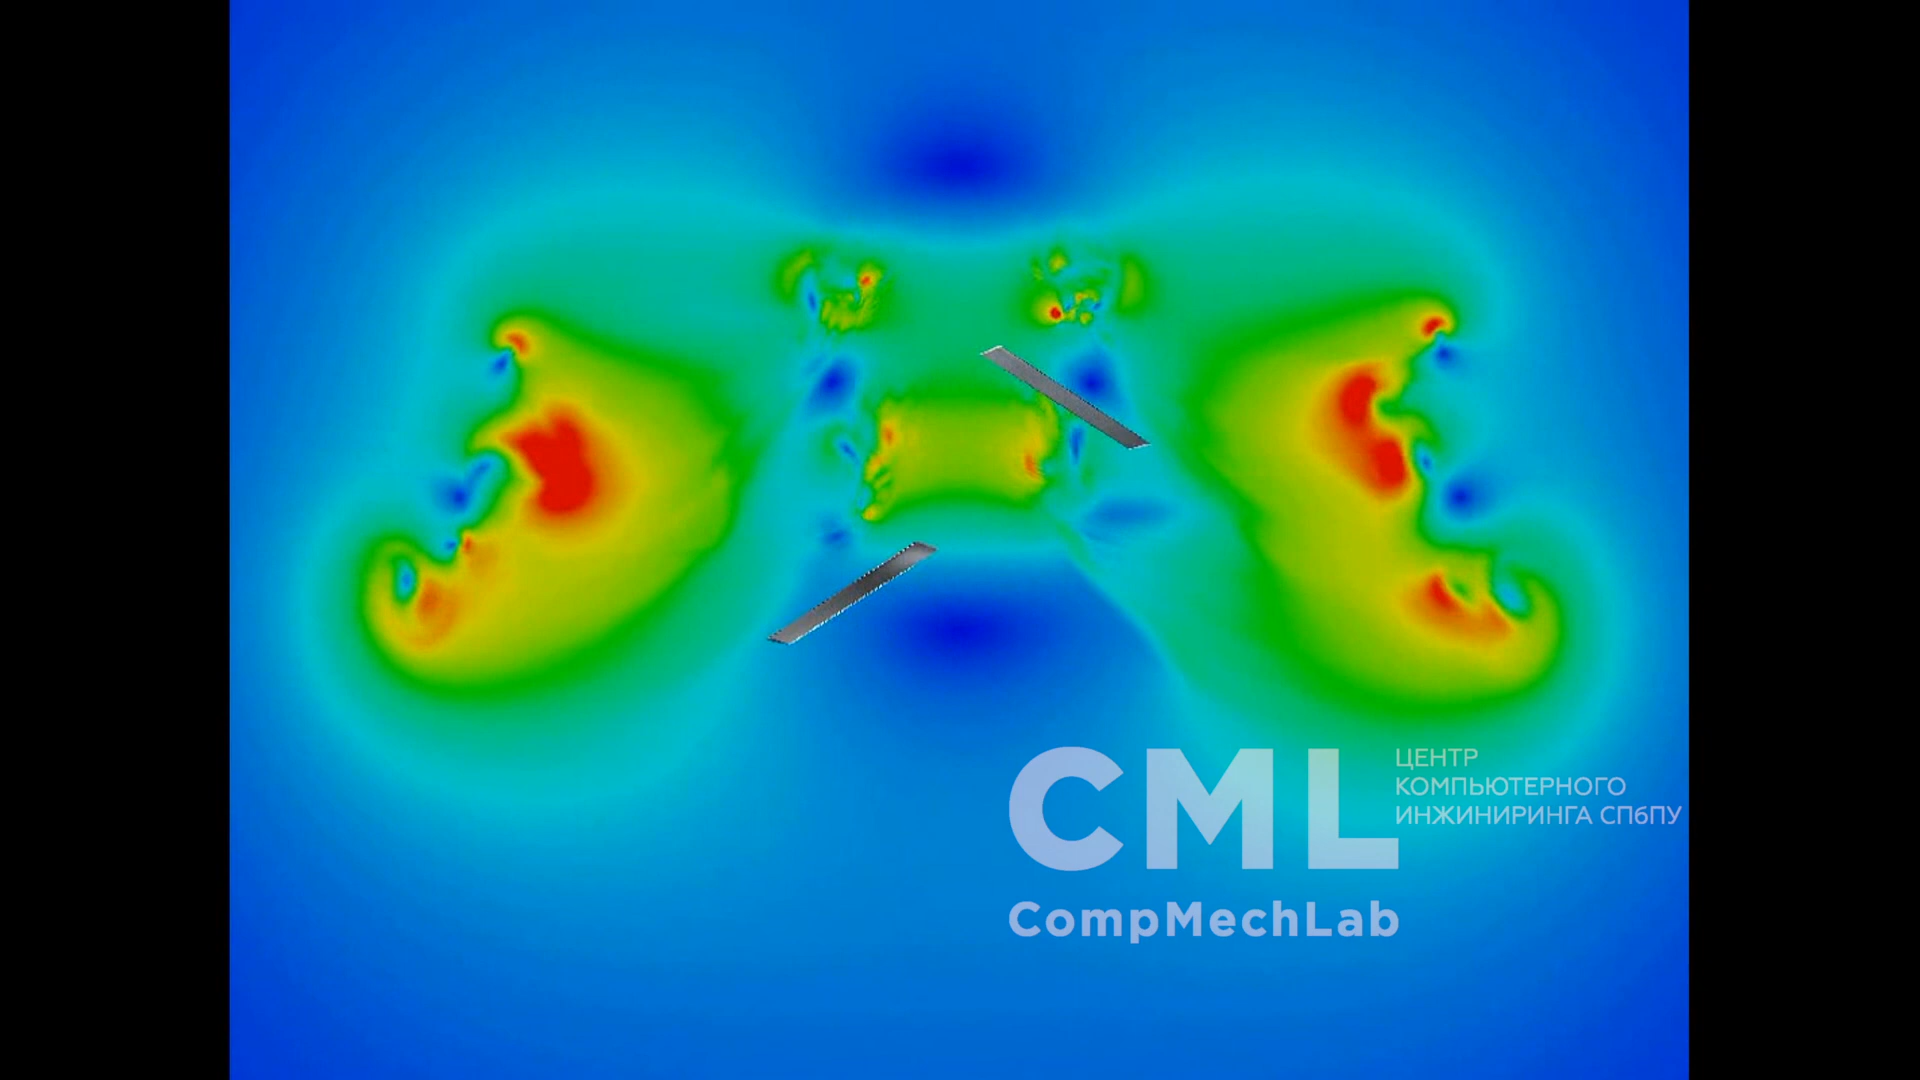 CML
ЦЕНТР
КОМПЬЮТЕРНОГО
ИНЖИНИРИНГА СПбПУ
CompMechLab